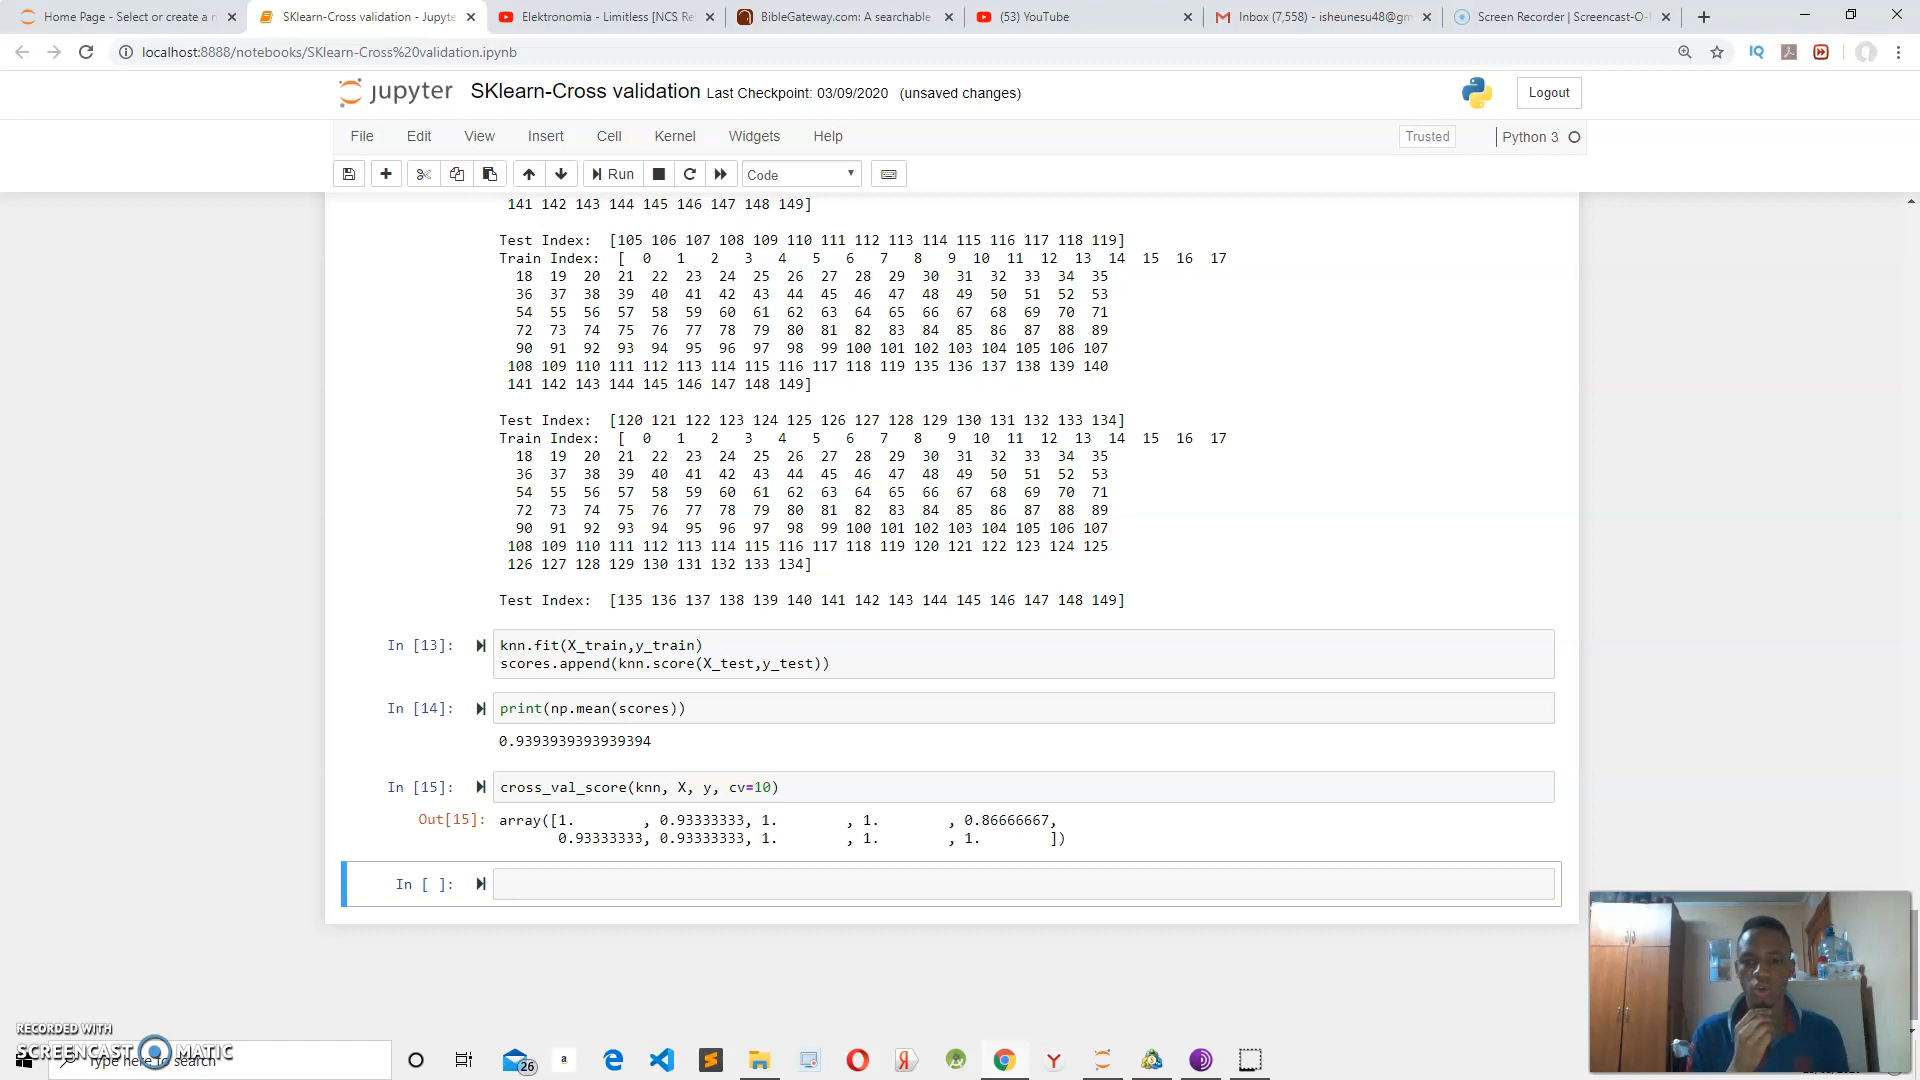 Home Page - Select or create a n
SKlearn-Cross validation - Jupyte
Elektronomia - Limitless [NCS Re
BibleGateway.com: A searchable
(53) YouTube
Inbox (7,558) - isheunesu48@gm
Screen Recorder | Screencast-O-
localhost:8888/notebooks/SKlearn-Cross%20validation.ipynb
IQ
jupyter SKlearn-Cross validation Last Checkpoint: 03/09/2020 (unsaved changes)
Logout
File Edit View Insert Cell Kernel Widgets Help
Trusted
Python 3
Run
Code
141 142 143 144 145 146 147 148 149]
Test Index: [105 106 107 108 109 110 111 112 113 114 115 116 117 118 119]
Train Index: [ 0 1 2 3 4 5 6 7 8 9 10 11 12 13 14 15 16 17
18 19 20 21 22 23 24 25 26 27 28 29 30 31 32 33 34 35
36 37 38 39 40 41 42 43 44 45 46 47 48 49 50 51 52 53
54 55 56 57 58 59 60 61 62 63 64 65 66 67 68 69 70 71
72 73 74 75 76 77 78 79 80 81 82 83 84 85 86 87 88 89
90 91 92 93 94 95 96 97 98 99 100 101 102 103 104 105 106 107
108 109 110 111 112 113 114 115 116 117 118 119 135 136 137 138 139 140
141 142 143 144 145 146 147 148 149]
Test Index: [120 121 122 123 124 125 126 127 128 129 130 131 132 133 134]
Train Index: [ 0 1 2 3 4 5 6 7 8 9 10 11 12 13 14 15 16 17
18 19 20 21 22 23 24 25 26 27 28 29 30 31 32 33 34 35
36 37 38 39 40 41 42 43 44 45 46 47 48 49 50 51 52 53
54 55 56 57 58 59 60 61 62 63 64 65 66 67 68 69 70 71
72 73 74 75 76 77 78 79 80 81 82 83 84 85 86 87 88 89
90 91 92 93 94 95 96 97 98 99 100 101 102 103 104 105 106 107
108 109 110 111 112 113 114 115 116 117 118 119 120 121 122 123 124 125
126 127 128 129 130 131 132 133 134]
Test Index: [135 136 137 138 139 140 141 142 143 144 145 146 147 148 149]
In [13]: knn.fit(X_train,y_train)
scores.append(knn.score(X_test,y_test))
In [14]: print(np.mean(scores))
0.9393939393939394
In [15]: cross_val_score(knn, X, y, cv=10)
Out[15]: array([1. , 0.93333333, 1. , 1. , 0.86666667,
0.93333333, 0.93333333, 1. , 1. , 1. ])
In [ ]:
RECORDED WITH
SCREENCAST MATIC
Type here to search
26
a